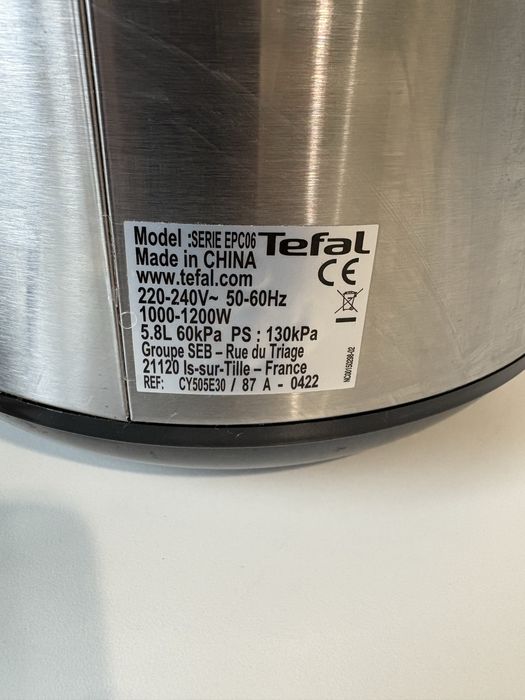 Model :SERIE EPC06 Tefal
Made in CHINA
CE
www.tefal.com
220-240V~ 50-60Hz
1000-1200W
5.8L 60kPa PS : 130kPa
Groupe SEB – Rue du Triage
21120 Is-sur-Tille – France
REF: CY505E30 / 87 A - 0422